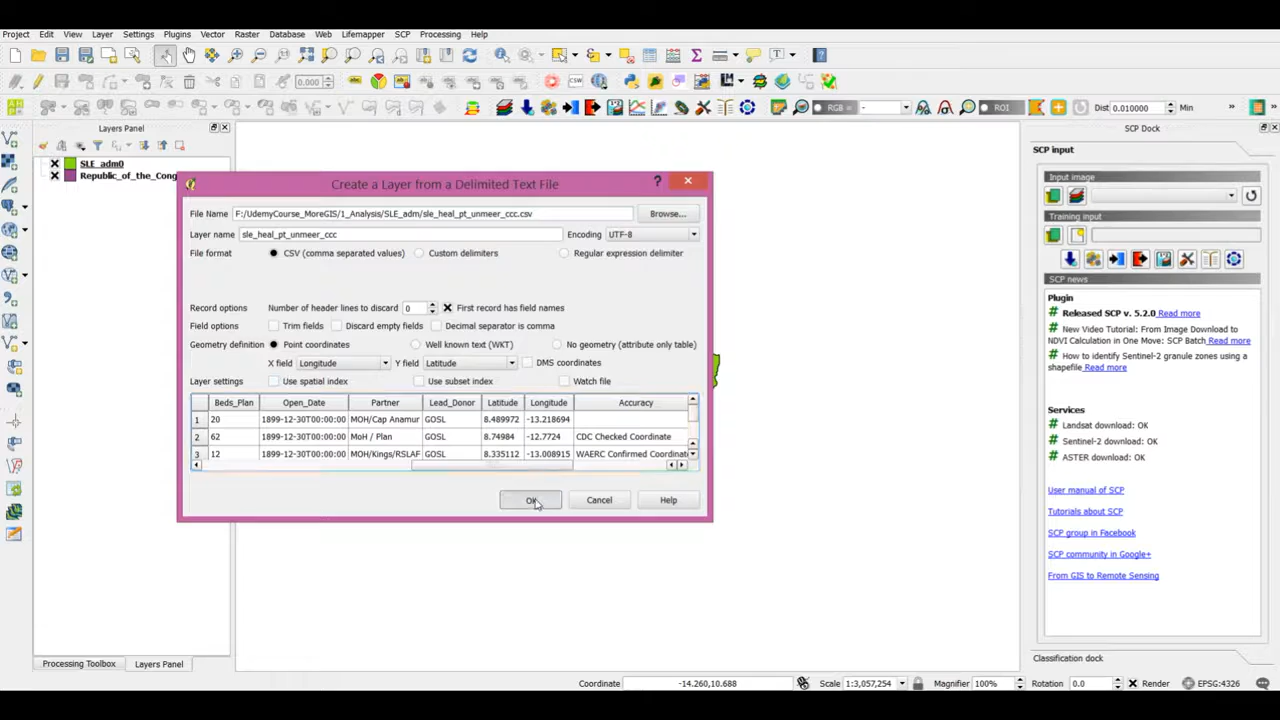 Project Edit View Layer Settings Plugins Vector Raster Database Web Lifemapper SCP Processing Help
0.000
RGB = - ROI Dist 0.010000 Min »
Layers Panel
SLE_adm0
Republic_of_the_Cong
Create a Layer from a Delimited Text File
File Name F:/UdemyCourse_MoreGIS/1_Analysis/SLE_adm/sle_heal_pt_unmeer_ccc.csv Browse...
Layer name sle_heal_pt_unmeer_ccc Encoding UTF-8
File format CSV (comma separated values) Custom delimiters Regular expression delimiter
Record options Number of header lines to discard 0 First record has field names
Field options Trim fields Discard empty fields Decimal separator is comma
Geometry definition Point coordinates Well known text (WKT) No geometry (attribute only table)
X field Longitude Y field Latitude DMS coordinates
Layer settings Use spatial index Use subset index Watch file
Beds_Plan Open_Date Partner Lead_Donor Latitude Longitude Accuracy
1 20 1899-12-30T00:00:00 MOH/Cap Anamur GOSL 8.489972 -13.218694
2 62 1899-12-30T00:00:00 MoH / Plan GOSL 8.74984 -12.7724 CDC Checked Coordinate
3 12 1899-12-30T00:00:00 MOH/Kings/RSLAF GOSL 8.335112 -13.008915 WAERC Confirmed Coordinat
OK Cancel Help
SCP Dock
SCP input
Input image
Training input
SCP news
Plugin
# Released SCP v. 5.2.0 Read more
# New Video Tutorial: From Image Download to
NDVI Calculation in One Move: SCP Batch Read more
# How to identify Sentinel-2 granule zones using a
shapefile Read more
Services
# Landsat download: OK
# Sentinel-2 download: OK
# ASTER download: OK
User manual of SCP
Tutorials about SCP
SCP group in Facebook
SCP community in Google+
From GIS to Remote Sensing
Classification dock
Processing Toolbox Layers Panel
Coordinate -14.260,10.688 Scale 1:3,057,254 Magnifier 100% Rotation 0.0 Render EPSG:4326